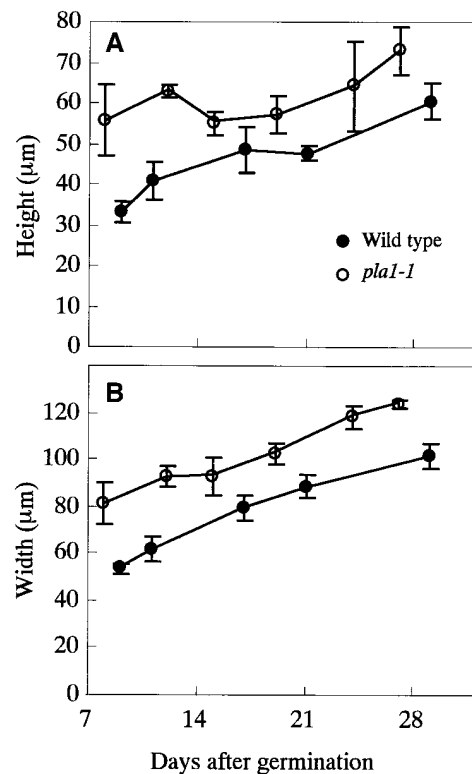 A
80
70
60
50
40
30
20
10
0
Height (μm)
Wild type
pla1-1
B
120
100
80
60
40
20
0
Width (μm)
7 14 21 28
Days after germination